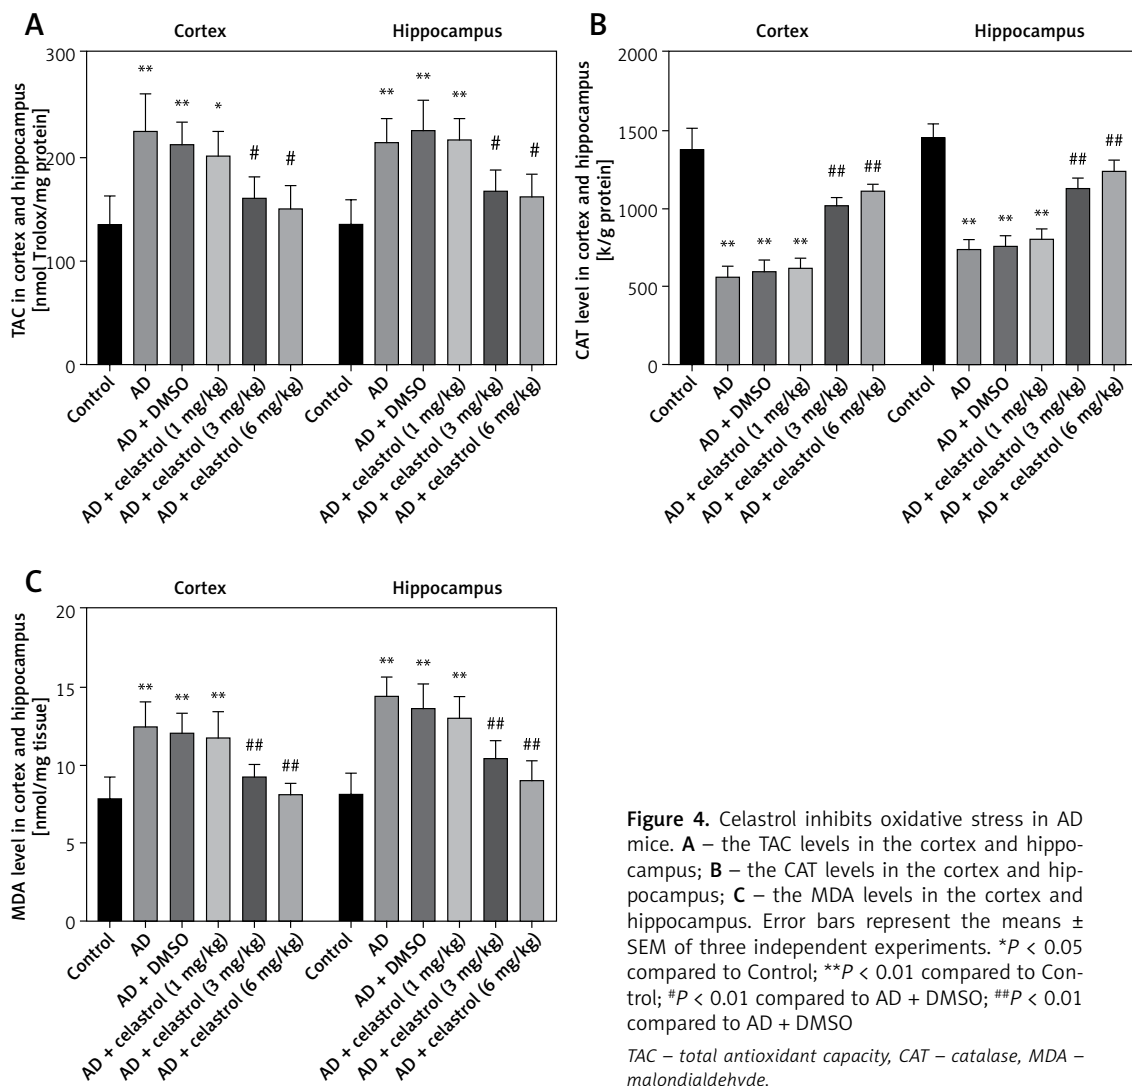 A
Cortex
Hippocampus
TAC in cortex and hippocampus
[nmol Trolox/mg protein]
300
200
100
0
** ** * # # ** ** ** # #
Control
AD
AD + DMSO
AD + celastrol (1 mg/kg)
AD + celastrol (3 mg/kg)
AD + celastrol (6 mg/kg)
Control
AD
AD + DMSO
AD + celastrol (1 mg/kg)
AD + celastrol (3 mg/kg)
AD + celastrol (6 mg/kg)
B
Cortex
Hippocampus
CAT level in cortex and hippocampus
[k/g protein]
2000
1500
1000
500
0
** ** ** ## ## ** ** ** ## ##
Control
AD
AD + DMSO
AD + celastrol (1 mg/kg)
AD + celastrol (3 mg/kg)
AD + celastrol (6 mg/kg)
Control
AD
AD + DMSO
AD + celastrol (1 mg/kg)
AD + celastrol (3 mg/kg)
AD + celastrol (6 mg/kg)
C
Cortex
Hippocampus
MDA level in cortex and hippocampus
[nmol/mg tissue]
20
15
10
5
0
** ** ** ## ## ** ** ** ## ##
Control
AD
AD + DMSO
AD + celastrol (1 mg/kg)
AD + celastrol (3 mg/kg)
AD + celastrol (6 mg/kg)
Control
AD
AD + DMSO
AD + celastrol (1 mg/kg)
AD + celastrol (3 mg/kg)
AD + celastrol (6 mg/kg)
Figure 4. Celastrol inhibits oxidative stress in AD
mice. A – the TAC levels in the cortex and hippo-
campus; B – the CAT levels in the cortex and hip-
pocampus; C – the MDA levels in the cortex and
hippocampus. Error bars represent the means ±
SEM of three independent experiments. *P < 0.05
compared to Control; **P < 0.01 compared to Con-
trol; #P < 0.01 compared to AD + DMSO; ##P < 0.01
compared to AD + DMSO
TAC – total antioxidant capacity, CAT – catalase, MDA –
malondialdehyde.